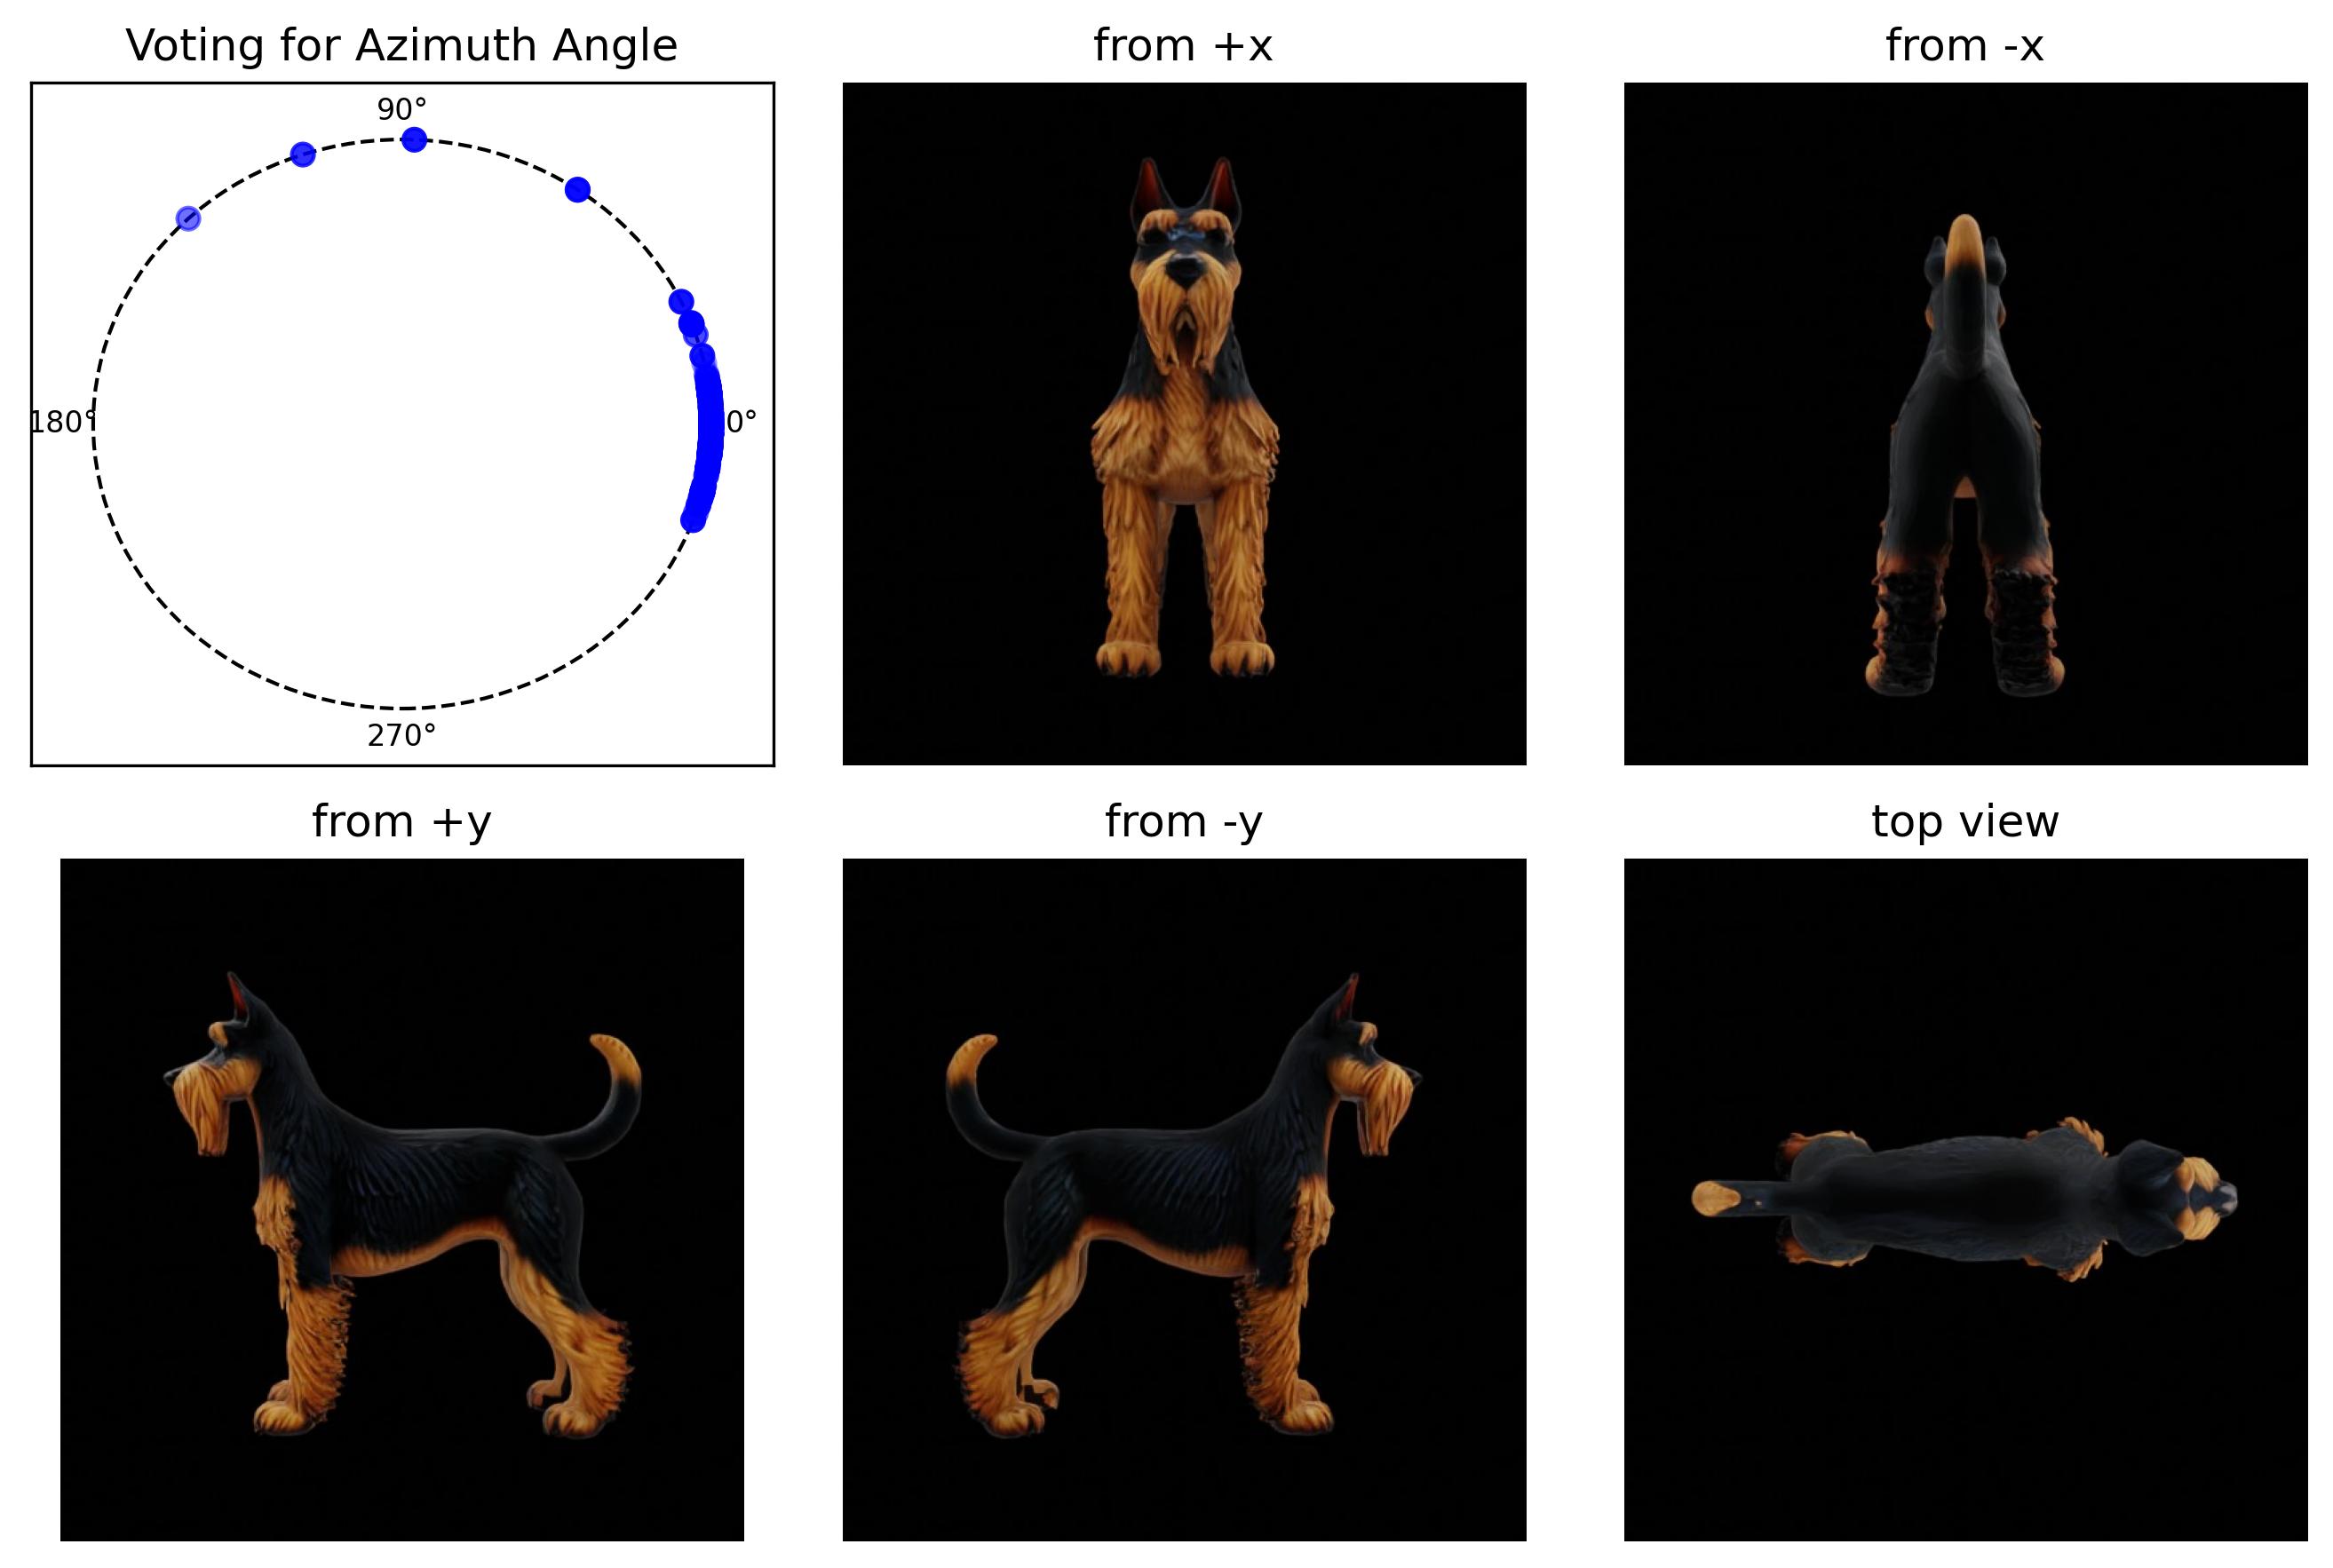 Voting for Azimuth Angle
from +x
from -x
90°
180°
0°
270°
from +y
from -y
top view